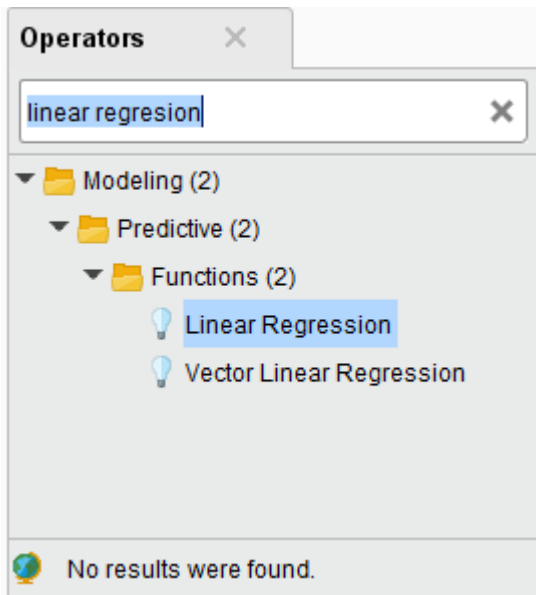 Operators
linear regresion
Modeling (2)
Predictive (2)
Functions (2)
Linear Regression
Vector Linear Regression
No results were found.